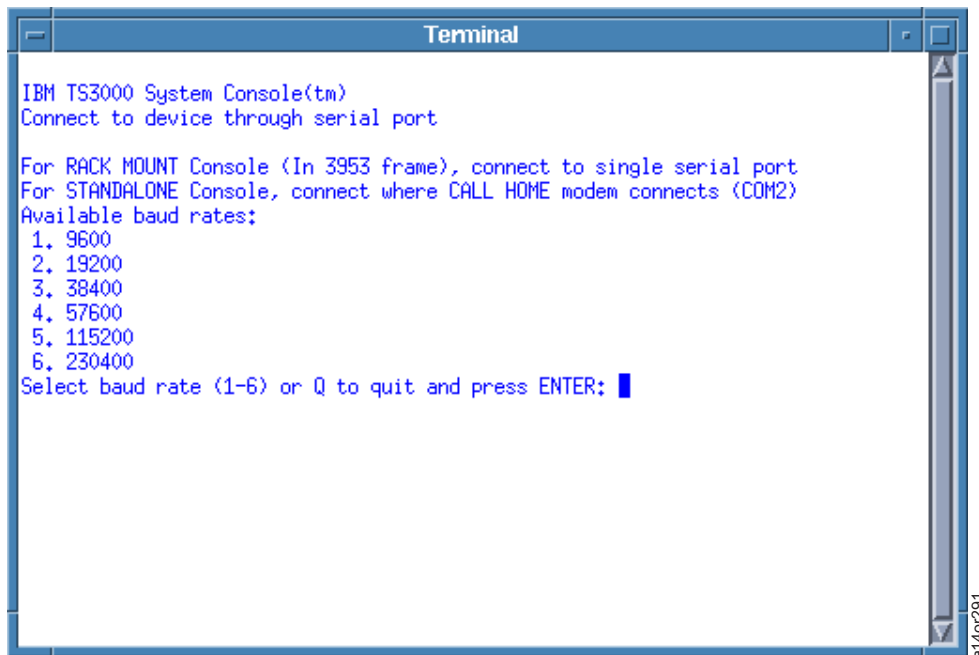 Terminal
IBM TS3000 System Console(tm)
Connect to device through serial port
For RACK MOUNT Console (In 3953 frame), connect to single serial port
For STANDALONE Console, connect where CALL HOME modem connects (COM2)
Available baud rates:
1. 9600
2. 19200
3. 38400
4. 57600
5. 115200
6. 230400
Select baud rate (1-6) or Q to quit and press ENTER: